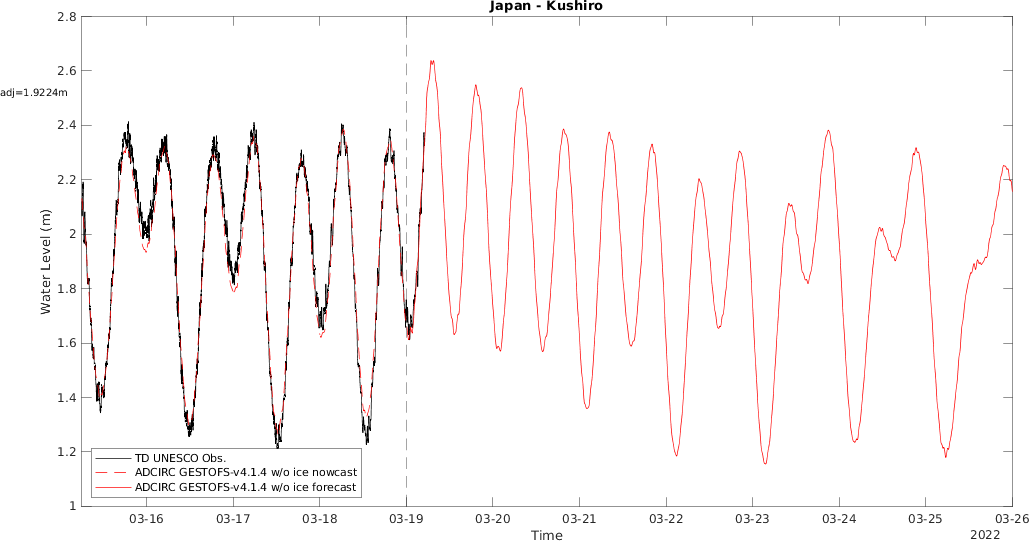 Japan - Kushiro
adj=1.9224m
Water Level (m)
2.8
2.6
2.4
2.2
2
1.8
1.6
1.4
1.2
1
TD UNESCO Obs.
ADCIRC GESTOFS-v4.1.4 w/o ice nowcast
ADCIRC GESTOFS-v4.1.4 w/o ice forecast
03-16 03-17 03-18 03-19 03-20 03-21 03-22 03-23 03-24 03-25 03-26
Time
2022